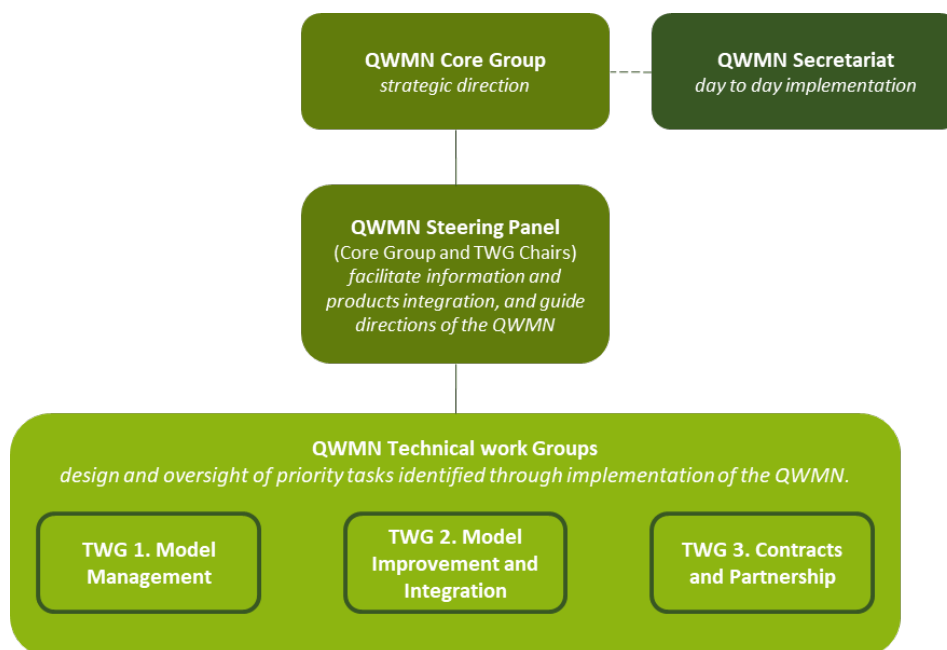 QWMN Core Group
strategic direction
QWMN Secretariat
day to day implementation
QWMN Steering Panel
(Core Group and TWG Chairs)
facilitate information and
products integration, and guide
directions of the QWMN
QWMN Technical work Groups
design and oversight of priority tasks identified through implementation of the QWMN.
TWG 1. Model
Management
TWG 2. Model
Improvement and
Integration
TWG 3. Contracts
and Partnership